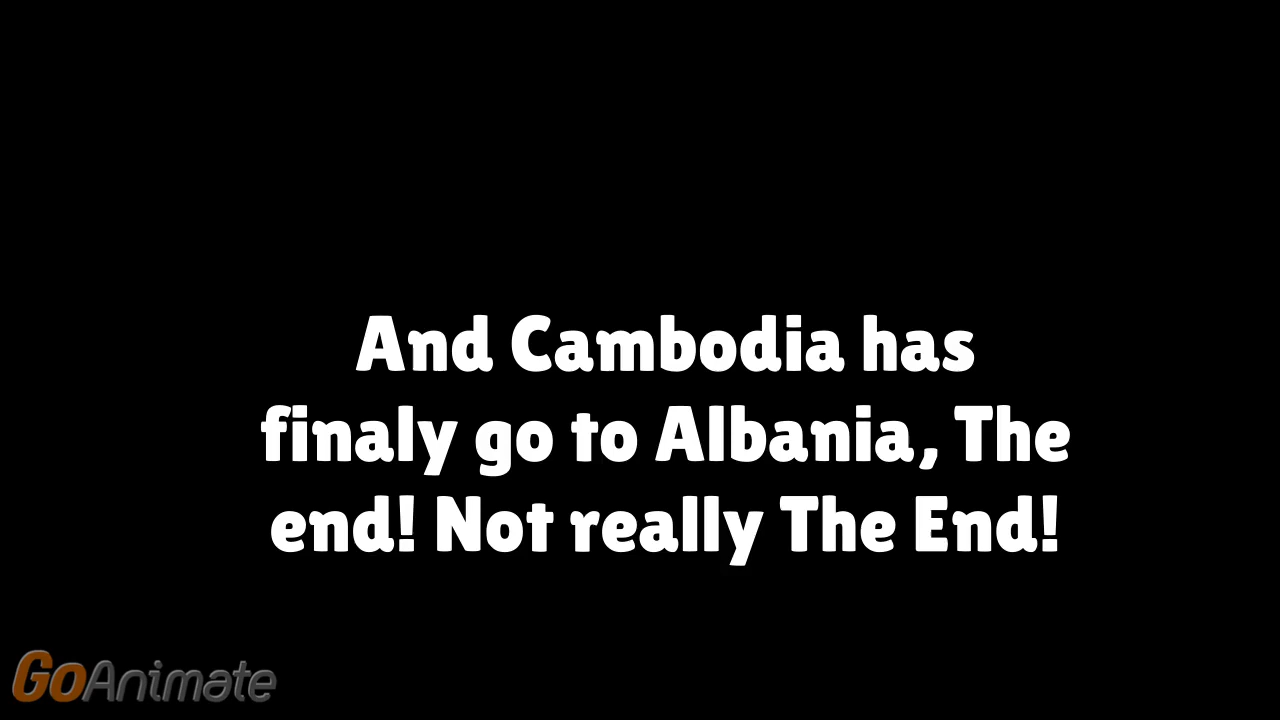 And Cambodia has
finaly go to Albania, The
end! Not really The End!
GoAnimate